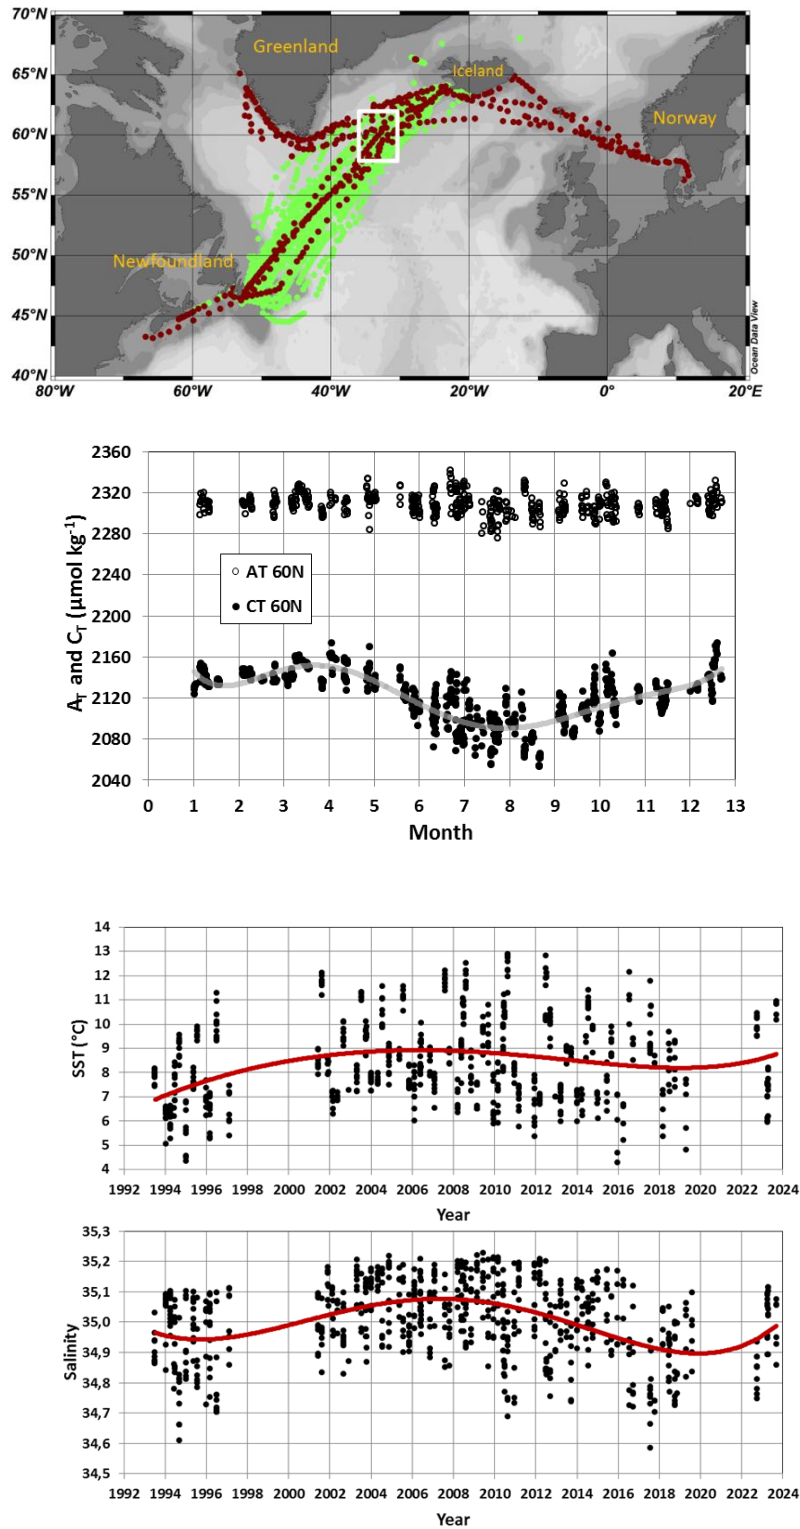 70°N
Greenland
65°N
Iceland
60°N
Norway
55°N
50°N
Newfoundland
45°N
Ocean Data View
40°N
80°W 60°W 40°W 20°W 0° 20°E
2360
2320
2280
2240
2200
2160
2120
2080
2040
A_T and C_T (µmol kg⁻¹)
AT 60N
CT 60N
0 1 2 3 4 5 6 7 8 9 10 11 12 13
Month
14
13
12
11
10
9
8
7
6
5
4
SST (°C)
1992 1994 1996 1998 2000 2002 2004 2006 2008 2010 2012 2014 2016 2018 2020 2022 2024
Year
35,3
35,2
35,1
35,0
34,9
34,8
34,7
34,6
34,5
Salinity
1992 1994 1996 1998 2000 2002 2004 2006 2008 2010 2012 2014 2016 2018 2020 2022 2024
Year